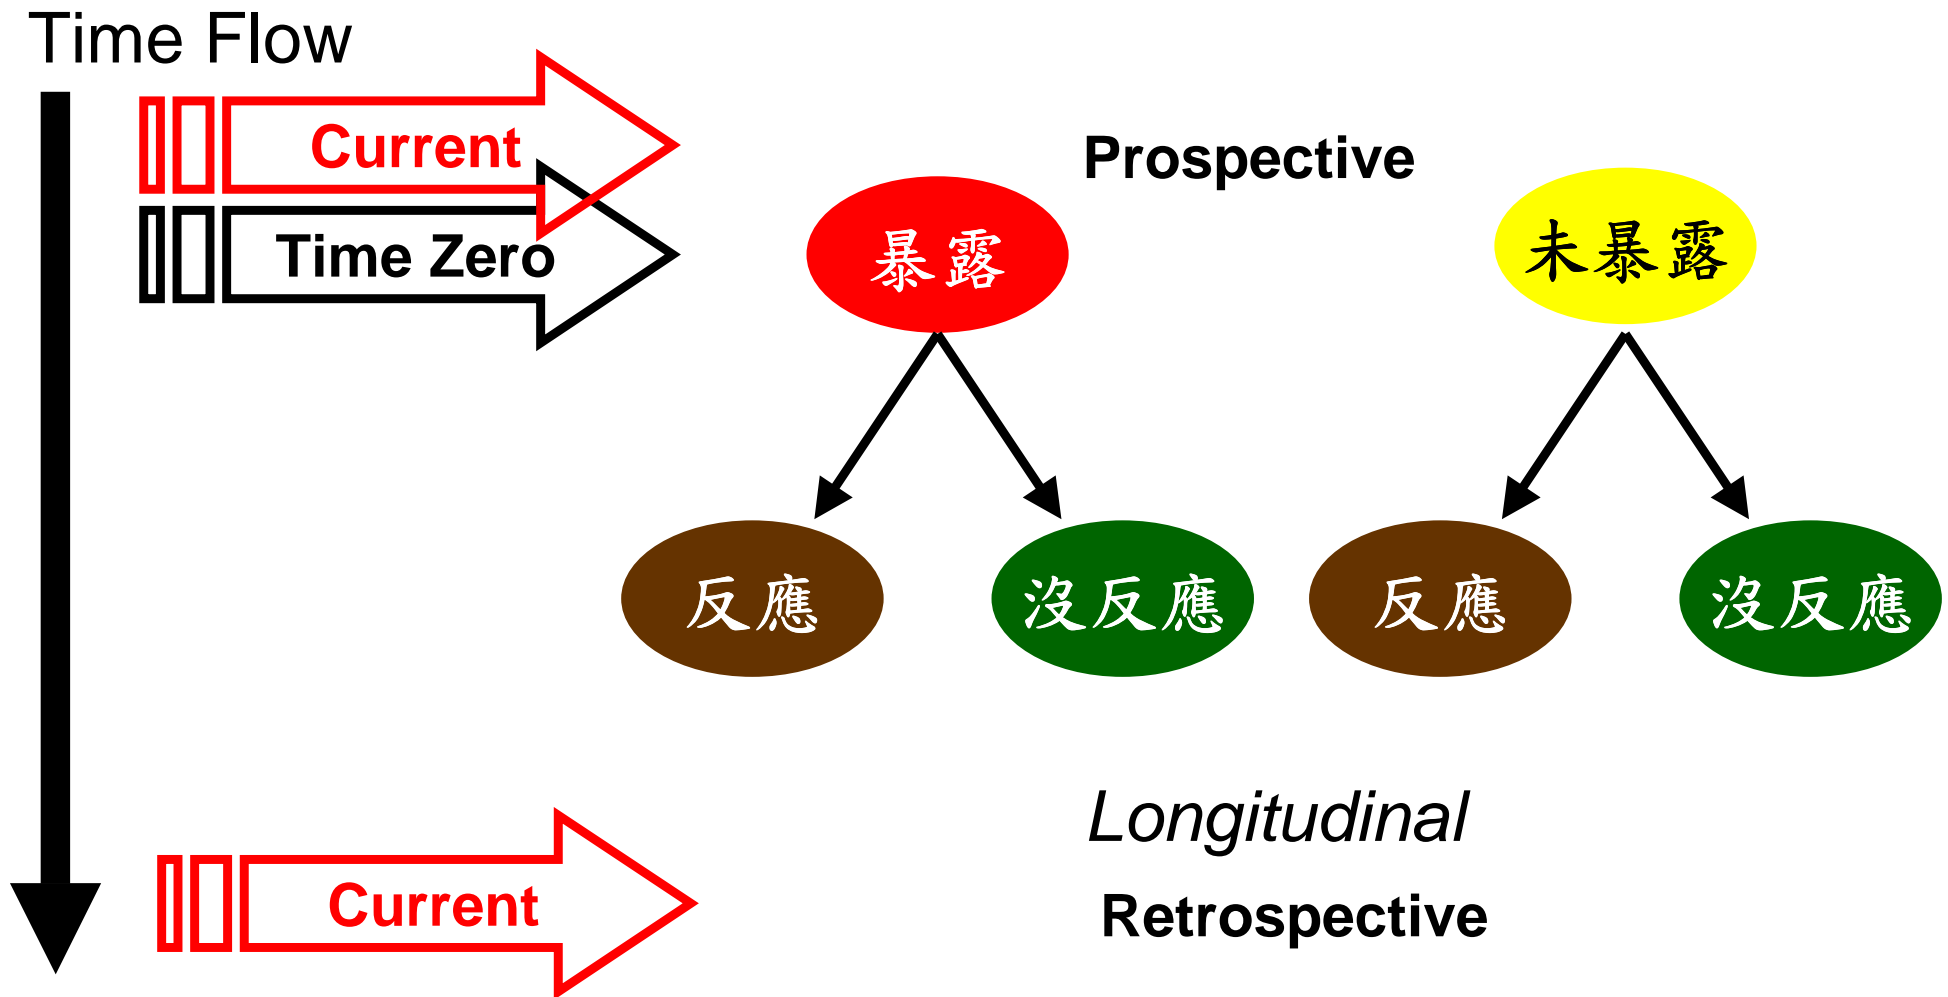 Time Flow
Current
Prospective
Time Zero
暴露
未暴露
反應
沒反應
反應
沒反應
Longitudinal
Current
Retrospective